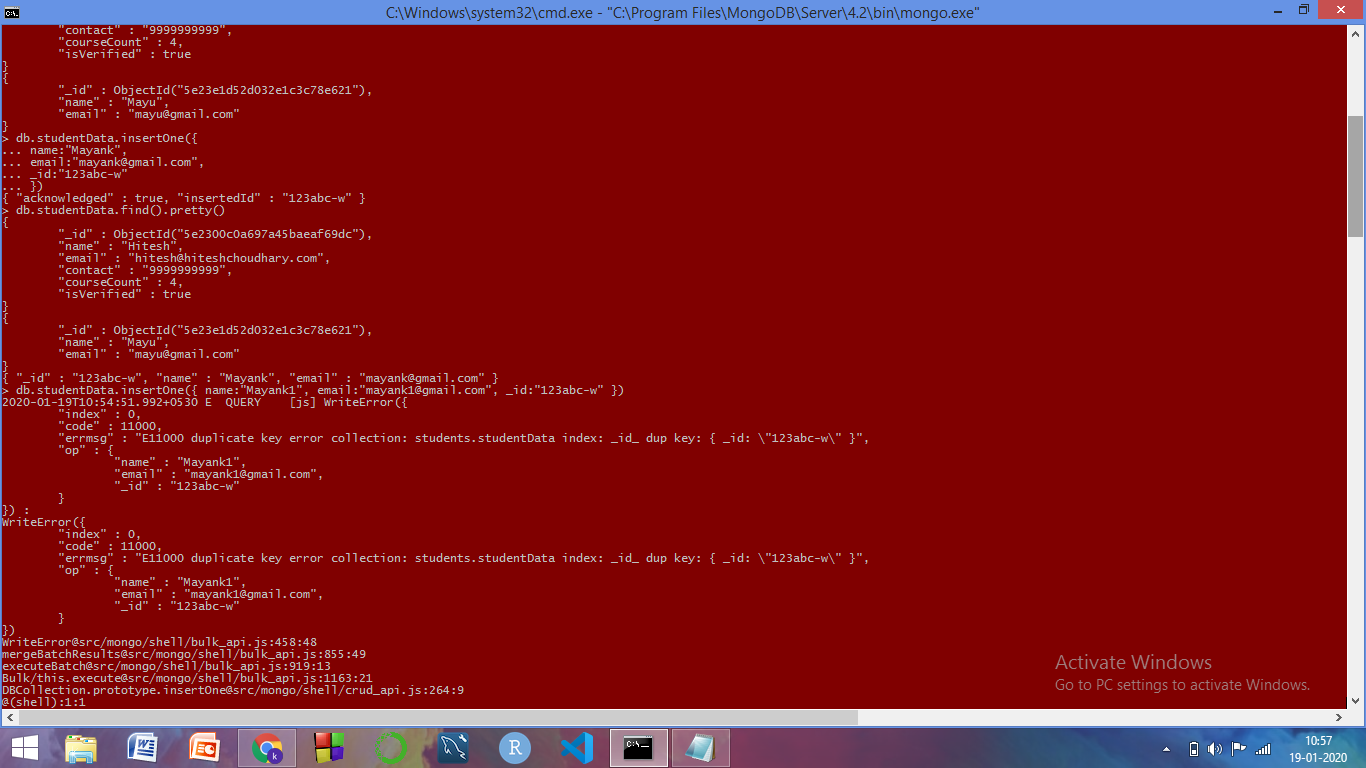 C:\Windows\system32\cmd.exe - "C:\Program Files\MongoDB\Server\4.2\bin\mongo.exe"
"contact" : "9999999999",
"courseCount" : 4,
"isVerified" : true
}
{
"_id" : ObjectId("5e23e1d52d032e1c3c78e621"),
"name" : "Mayu",
"email" : "mayu@gmail.com"
}
> db.studentData.insertOne({
... name:"Mayank",
... email:"mayank@gmail.com",
... _id:"123abc-w"
... })
{ "acknowledged" : true, "insertedId" : "123abc-w" }
> db.studentData.find().pretty()
{
"_id" : ObjectId("5e2300c0a697a45baeaf69dc"),
"name" : "Hitesh",
"email" : "hitesh@hiteshchoudhary.com",
"contact" : "9999999999",
"courseCount" : 4,
"isVerified" : true
}
{
"_id" : ObjectId("5e23e1d52d032e1c3c78e621"),
"name" : "Mayu",
"email" : "mayu@gmail.com"
}
{ "_id" : "123abc-w", "name" : "Mayank", "email" : "mayank@gmail.com" }
> db.studentData.insertOne({ name:"Mayank1", email:"mayank1@gmail.com", _id:"123abc-w" })
2020-01-19T10:54:51.992+0530 E  QUERY    [js] WriteError({
"index" : 0,
"code" : 11000,
"errmsg" : "E11000 duplicate key error collection: students.studentData index: _id_ dup key: { _id: \"123abc-w\" }",
"op" : {
"name" : "Mayank1",
"email" : "mayank1@gmail.com",
"_id" : "123abc-w"
}
}) :
WriteError({
"index" : 0,
"code" : 11000,
"errmsg" : "E11000 duplicate key error collection: students.studentData index: _id_ dup key: { _id: \"123abc-w\" }",
"op" : {
"name" : "Mayank1",
"email" : "mayank1@gmail.com",
"_id" : "123abc-w"
}
})
WriteError@src/mongo/shell/bulk_api.js:458:48
mergeBatchResults@src/mongo/shell/bulk_api.js:855:49
executeBatch@src/mongo/shell/bulk_api.js:919:13
Bulk/this.execute@src/mongo/shell/bulk_api.js:1163:21
DBCollection.prototype.insertOne@src/mongo/shell/crud_api.js:264:9
@(shell):1:1
Activate Windows
Go to PC settings to activate Windows.
10:57
19-01-2020